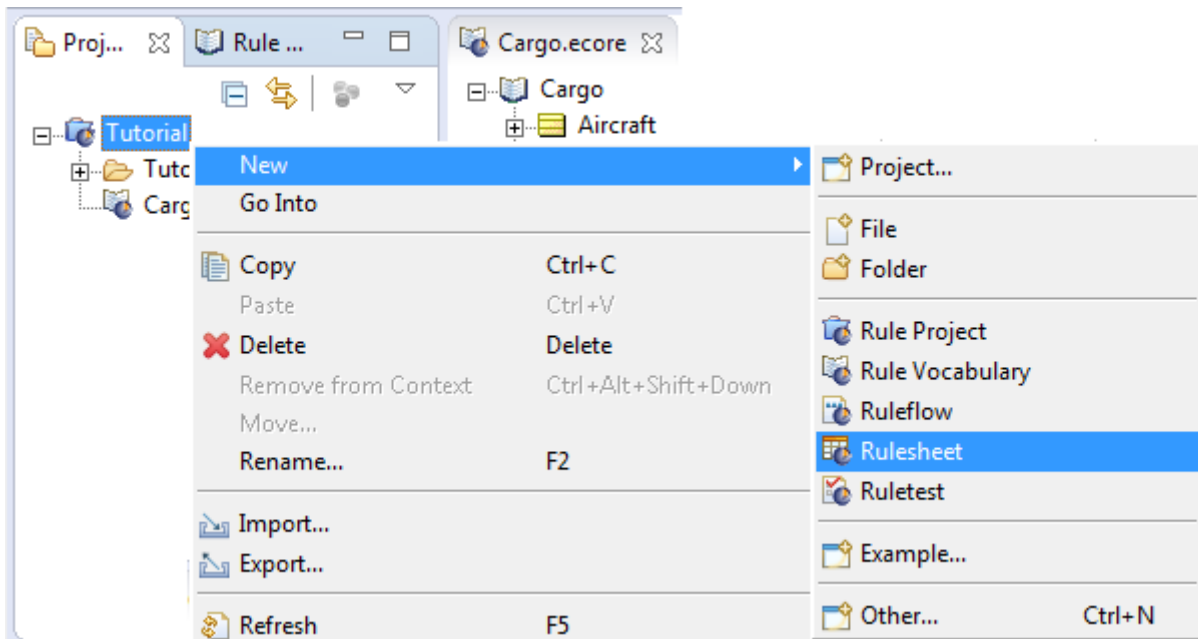 Proj...
Rule ...
Cargo.ecore
Cargo
Aircraft
Tutorial
Tuto
Carg
New
Go Into
Copy Ctrl+C
Paste Ctrl+V
Delete Delete
Remove from Context Ctrl+Alt+Shift+Down
Move...
Rename... F2
Import...
Export...
Refresh F5
Project...
File
Folder
Rule Project
Rule Vocabulary
Ruleflow
Rulesheet
Ruletest
Example...
Other... Ctrl+N